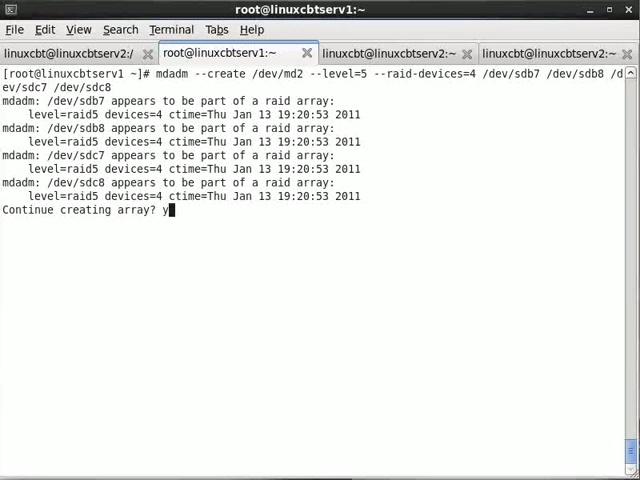 root@linuxcbtserv1:~
File Edit View Search Terminal Tabs Help
linuxcbt@linuxcbtserv2:/ root@linuxcbtserv1:~ linuxcbt@linuxcbtserv2:~ linuxcbt@linuxcbtserv2:~
[root@linuxcbtserv1 ~]# mdadm --create /dev/md2 --level=5 --raid-devices=4 /dev/sdb7 /dev/sdb8 /d
ev/sdc7 /dev/sdc8
mdadm: /dev/sdb7 appears to be part of a raid array:
    level=raid5 devices=4 ctime=Thu Jan 13 19:20:53 2011
mdadm: /dev/sdb8 appears to be part of a raid array:
    level=raid5 devices=4 ctime=Thu Jan 13 19:20:53 2011
mdadm: /dev/sdc7 appears to be part of a raid array:
    level=raid5 devices=4 ctime=Thu Jan 13 19:20:53 2011
mdadm: /dev/sdc8 appears to be part of a raid array:
    level=raid5 devices=4 ctime=Thu Jan 13 19:20:53 2011
Continue creating array? y